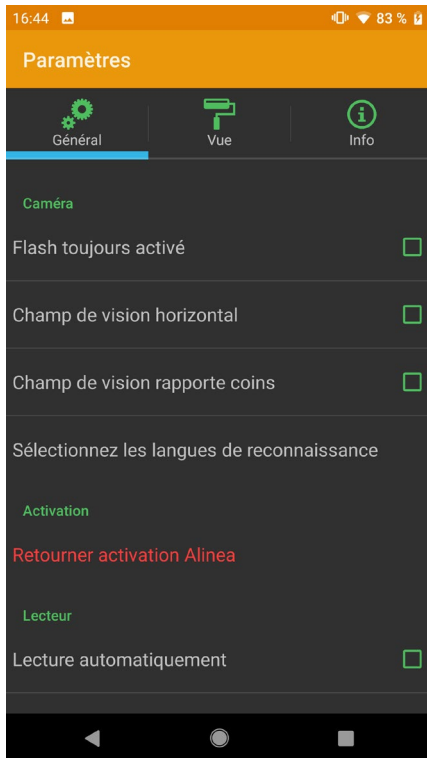 16:44
83 %
Paramètres
Général
Vue
Info
Caméra
Flash toujours activé
Champ de vision horizontal
Champ de vision rapporte coins
Sélectionnez les langues de reconnaissance
Activation
Retourner activation Alinea
Lecteur
Lecture automatiquement